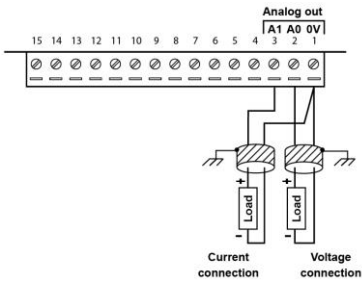 Analog out
A1 A0 0V
15 14 13 12 11 10 9 8 7 6 5 4 3 2 1
+ +
Load Load
- -
Current Voltage
connection connection